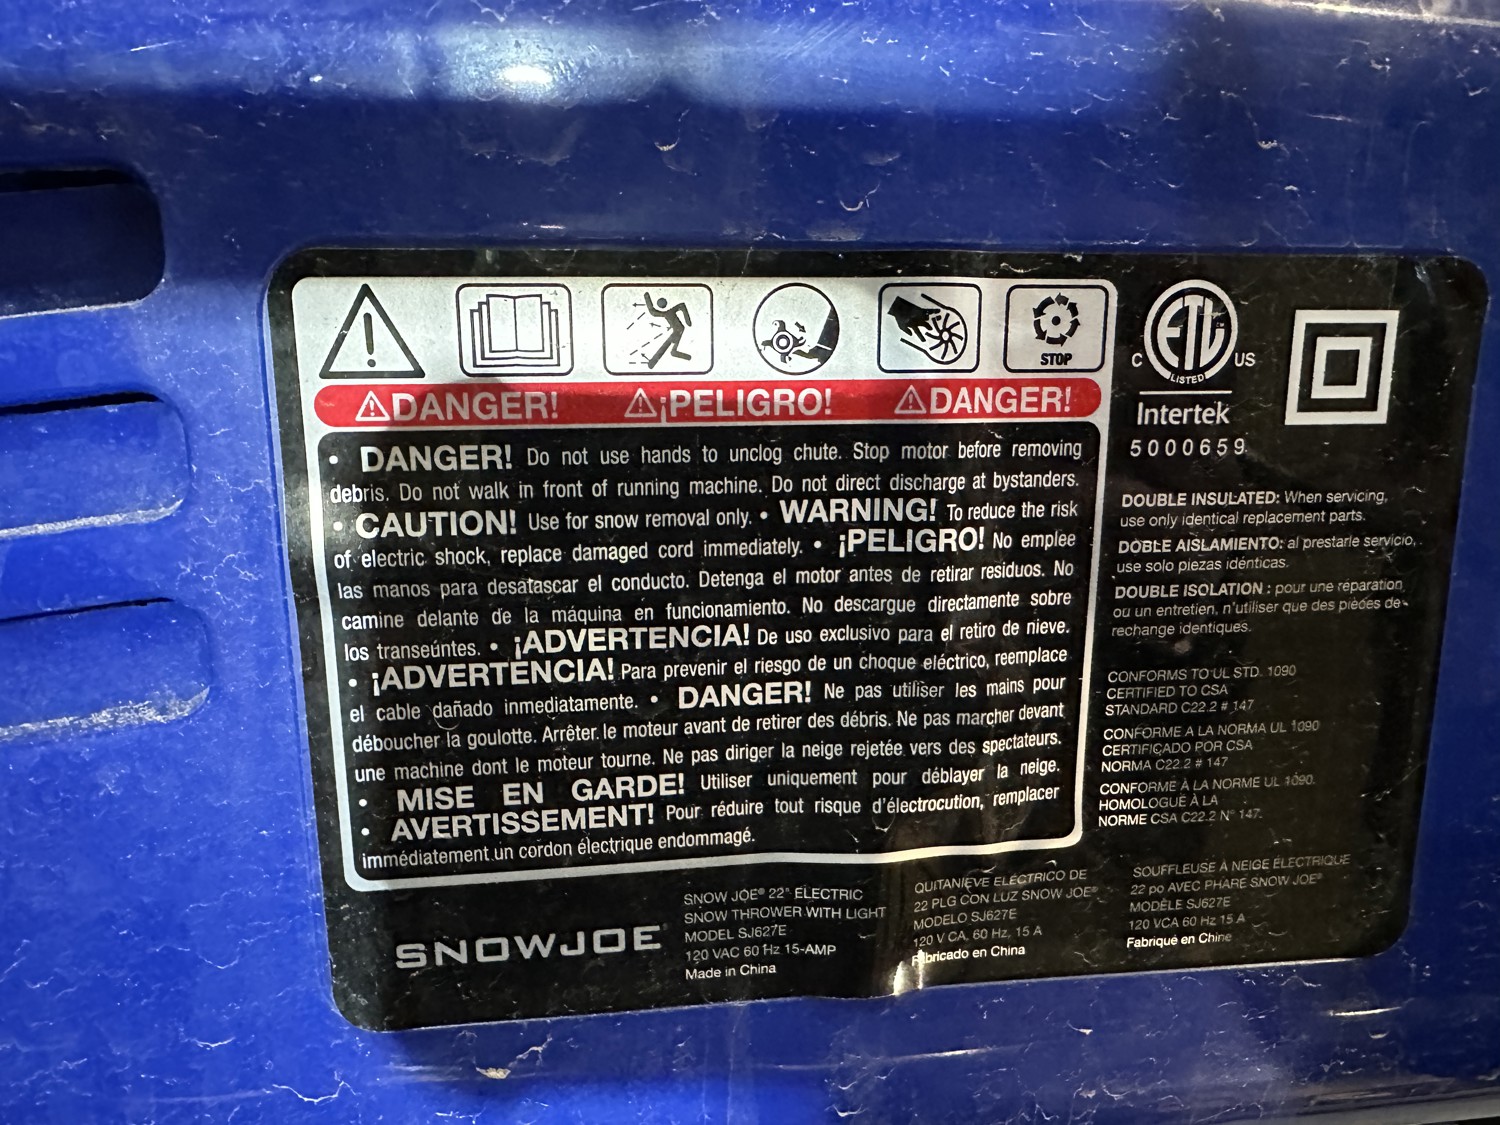 STOP
⚠DANGER! ⚠¡PELIGRO! ⚠DANGER!
• DANGER! Do not use hands to unclog chute. Stop motor before removing
debris. Do not walk in front of running machine. Do not direct discharge at bystanders.
• CAUTION! Use for snow removal only. • WARNING! To reduce the risk
of electric shock, replace damaged cord immediately. • ¡PELIGRO! No emplee
las manos para desatascar el conducto. Detenga el motor antes de retirar residuos. No
camine delante de la máquina en funcionamiento. No descargue directamente sobre
los transeúntes. • ¡ADVERTENCIA! De uso exclusivo para el retiro de nieve.
• ¡ADVERTENCIA! Para prevenir el riesgo de un choque eléctrico, reemplace
el cable dañado inmediatamente. • DANGER! Ne pas utiliser les mains pour
déboucher la goulotte. Arrêter le moteur avant de retirer des débris. Ne pas marcher devant
une machine dont le moteur tourne. Ne pas diriger la neige rejetée vers des spectateurs.
• MISE EN GARDE! Utiliser uniquement pour déblayer la neige.
• AVERTISSEMENT! Pour réduire tout risque d'électrocution, remplacer
immédiatement un cordon électrique endommagé.
C ETL US
LISTED
Intertek
5000659
DOUBLE INSULATED: When servicing,
use only identical replacement parts.
DOBLE AISLAMIENTO: al prestarle servicio,
use solo piezas idénticas.
DOUBLE ISOLATION : pour une réparation
ou un entretien, n'utiliser que des pièces de
rechange identiques.
CONFORMS TO UL STD. 1090
CERTIFIED TO CSA
STANDARD C22.2 # 147
CONFORME A LA NORMA UL 1090
CERTIFICADO POR CSA
NORMA C22.2 # 147
CONFORME À LA NORME UL 1090.
HOMOLOGUÉ À LA
NORME CSA C22.2 N° 147.
SNOWJOE®
SNOW JOE® 22" ELECTRIC
SNOW THROWER WITH LIGHT
MODEL SJ627E
120 VAC 60 Hz 15-AMP
Made in China
QUITANIEVE ELÉCTRICO DE
22 PLG CON LUZ SNOW JOE®
MODELO SJ627E
120 V CA, 60 Hz, 15 A
Fabricado en China
SOUFFLEUSE À NEIGE ÉLECTRIQUE
22 po AVEC PHARE SNOW JOE®
MODÈLE SJ627E
120 VCA 60 Hz 15 A
Fabriqué en Chine